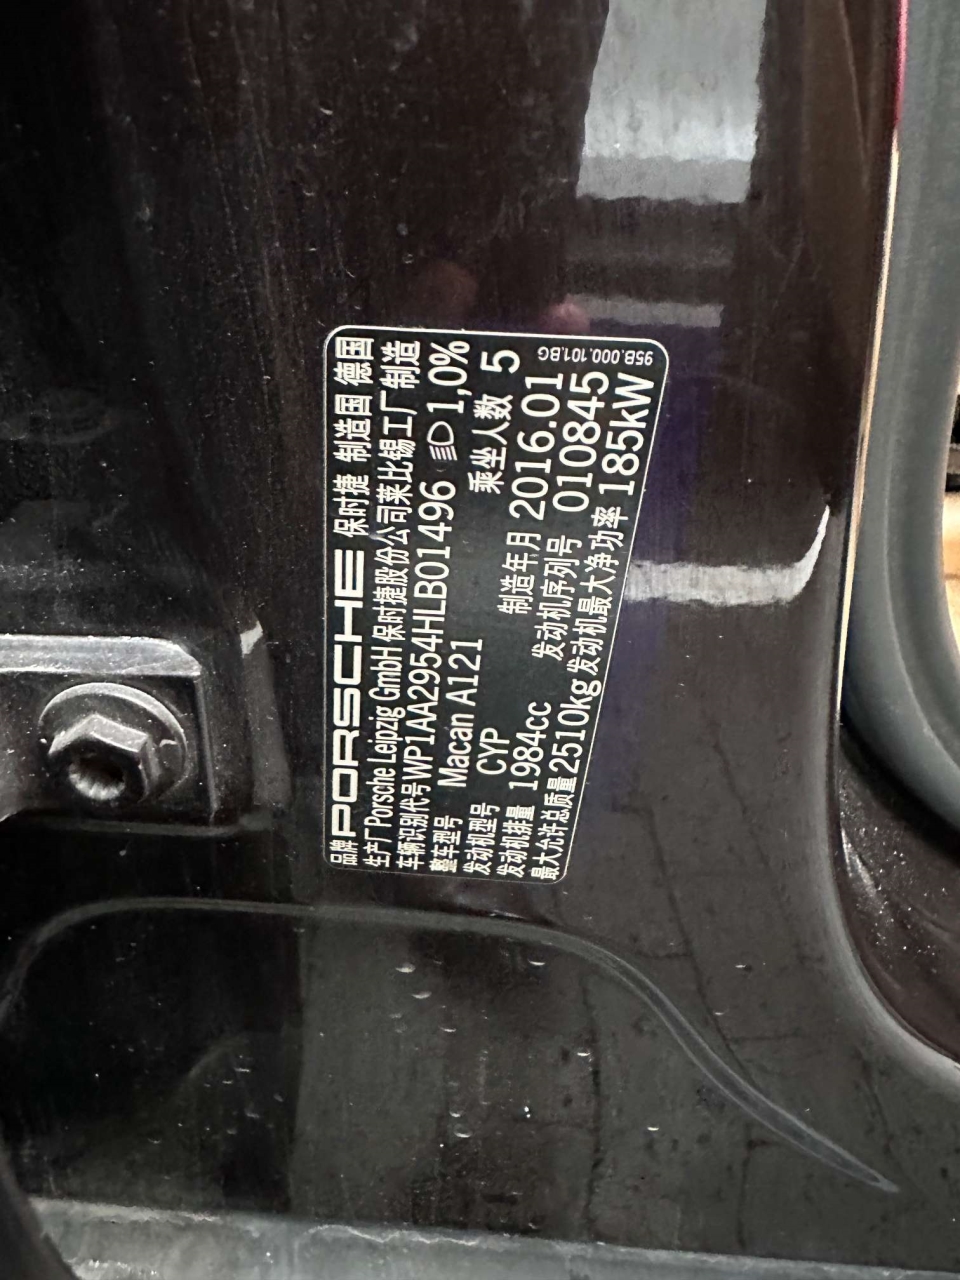 品牌 PORSCHE 保时捷 制造国 德国
生产厂 Porsche Leipzig GmbH 保时捷股份公司莱比锡工厂制造
车辆识别代号 WP1AA2954HLB01496 1,0%
整车型号 Macan A121 乘坐人数 5
发动机型号 CYP 制造年月 2016.01
发动机排量 1984cc 发动机序列号 010845
最大允许总质量 2510kg 发动机最大净功率 185kW
95B.000.101.BG